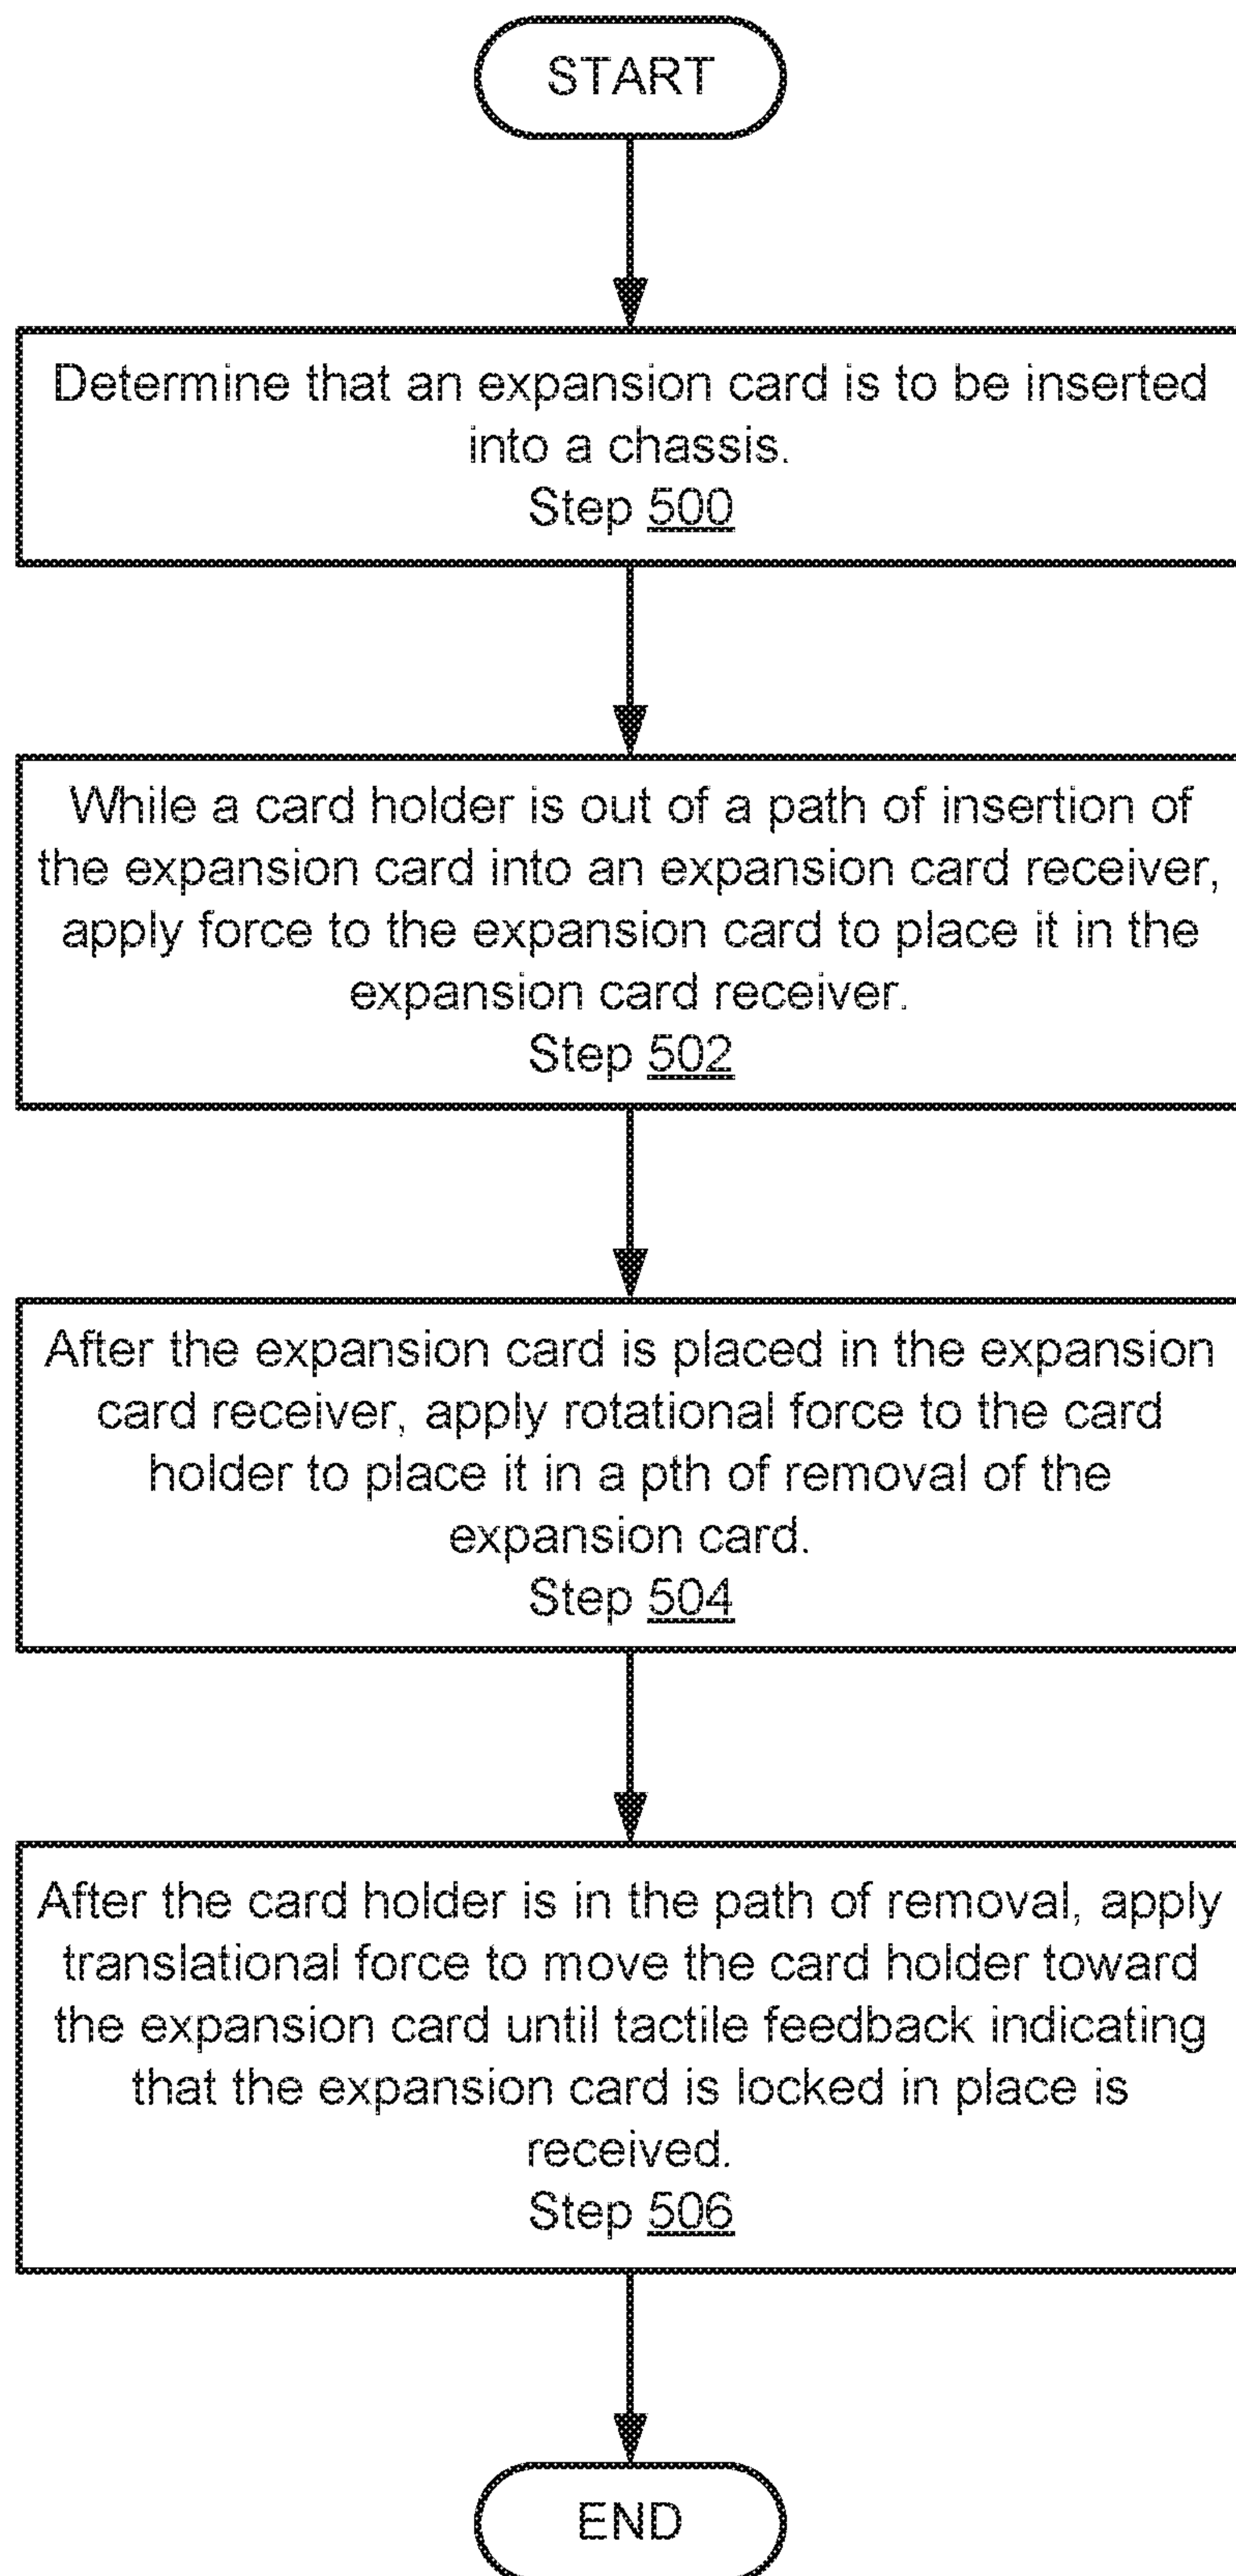 START
Determine that an expansion card is to be inserted
into a chassis.
Step 500
While a card holder is out of a path of insertion of
the expansion card into an expansion card receiver,
apply force to the expansion card to place it in the
expansion card receiver.
Step 502
After the expansion card is placed in the expansion
card receiver, apply rotational force to the card
holder to place it in a pth of removal of the
expansion card.
Step 504
After the card holder is in the path of removal, apply
translational force to move the card holder toward
the expansion card until tactile feedback indicating
that the expansion card is locked in place is
received.
Step 506
END